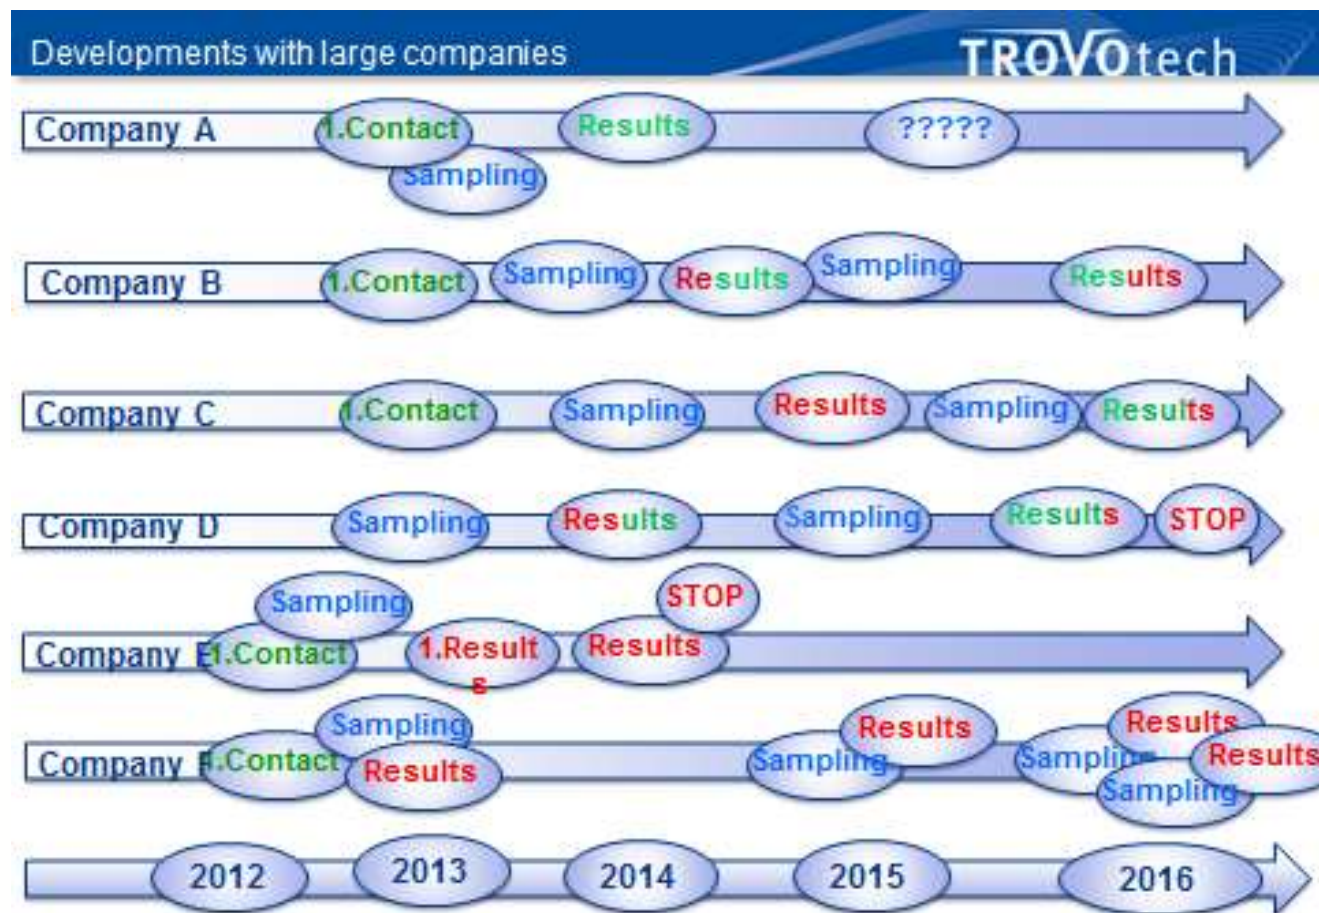 Developments with large companies
TROVOtech
Company A
1.Contact
Sampling
Results
?????
Company B
1.Contact
Sampling
Results
Sampling
Results
Company C
1.Contact
Sampling
Results
Sampling
Results
Company D
Sampling
Results
Sampling
Results
STOP
Company E
1.Contact
Sampling
1.Result
s
Results
STOP
Company F
1.Contact
Sampling
Results
Sampling
Results
Sampling
Results
Sampling
Results
2012
2013
2014
2015
2016